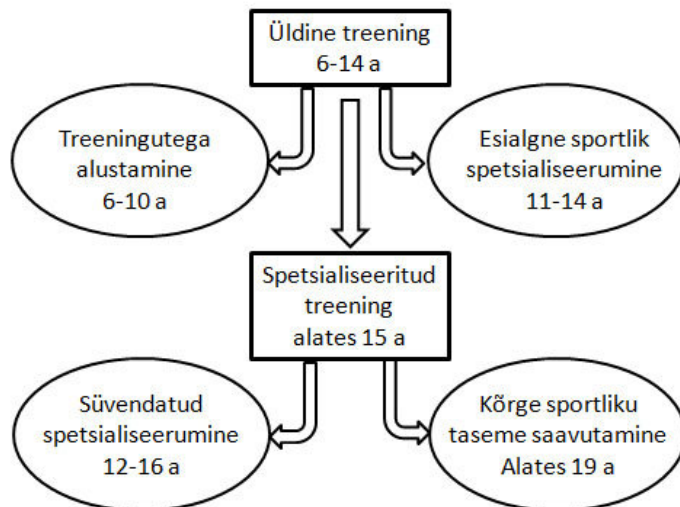 Üldine treening
6-14 a
Treeningutega
alustamine
6-10 a
Esialgne sportlik
spetsialiseerumine
11-14 a
Spetsialiseeritud
treening
alates 15 a
Süvendatud
spetsialiseerumine
12-16 a
Kõrge sportliku
taseme saavutamine
Alates 19 a